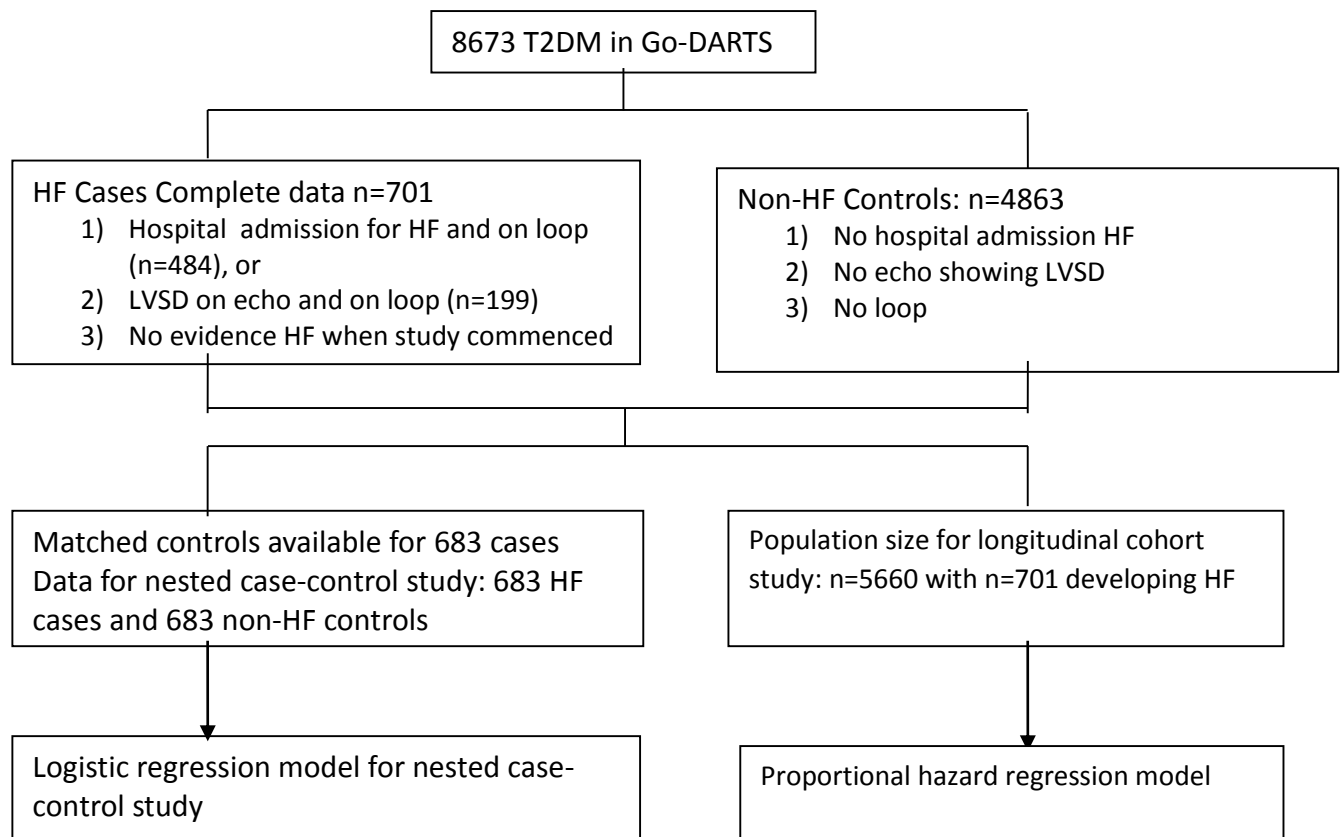 8673 T2DM in Go-DARTS
HF Cases Complete data n=701
1) Hospital admission for HF and on loop
(n=484), or
2) LVSD on echo and on loop (n=199)
3) No evidence HF when study commenced
Non-HF Controls: n=4863
1) No hospital admission HF
2) No echo showing LVSD
3) No loop
Matched controls available for 683 cases
Data for nested case-control study: 683 HF
cases and 683 non-HF controls
Population size for longitudinal cohort
study: n=5660 with n=701 developing HF
Logistic regression model for nested case-
control study
Proportional hazard regression model